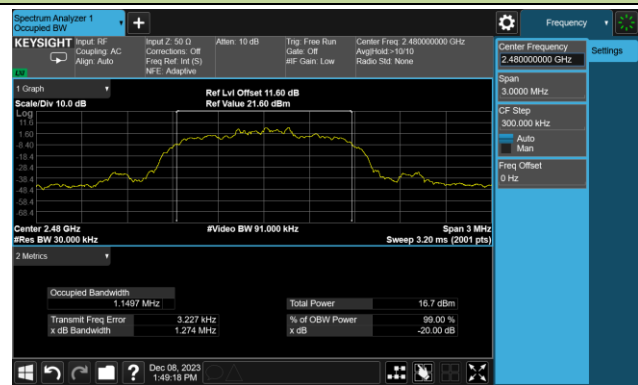 Spectrum Analyzer 1
Occupied BW
Frequency
KEYSIGHT
Input: RF
Coupling: AC
Align: Auto
Input Z: 50 Ω
Corrections: Off
Freq Ref: Int (S)
NFE: Adaptive
Atten: 10 dB
Trig: Free Run
Gate: Off
#IF Gain: Low
Center Freq: 2.480000000 GHz
Avg|Hold:>10/10
Radio Std: None
Center Frequency
2.480000000 GHz
Settings
Span
3.0000 MHz
CF Step
300.000 kHz
Auto
Man
Freq Offset
0 Hz
1 Graph
Scale/Div 10.0 dB
Ref Lvl Offset 11.60 dB
Ref Value 21.60 dBm
Log
11.6
1.60
-8.40
-18.4
-28.4
-38.4
-48.4
-58.4
-68.4
Center 2.48 GHz
#Video BW 91.000 kHz
Span 3 MHz
#Res BW 30.000 kHz
Sweep 3.20 ms (2001 pts)
2 Metrics
Occupied Bandwidth
1.1497 MHz
Total Power
16.7 dBm
Transmit Freq Error
3.227 kHz
% of OBW Power
99.00 %
x dB Bandwidth
1.274 MHz
x dB
-20.00 dB
Dec 08, 2023
1:49:18 PM